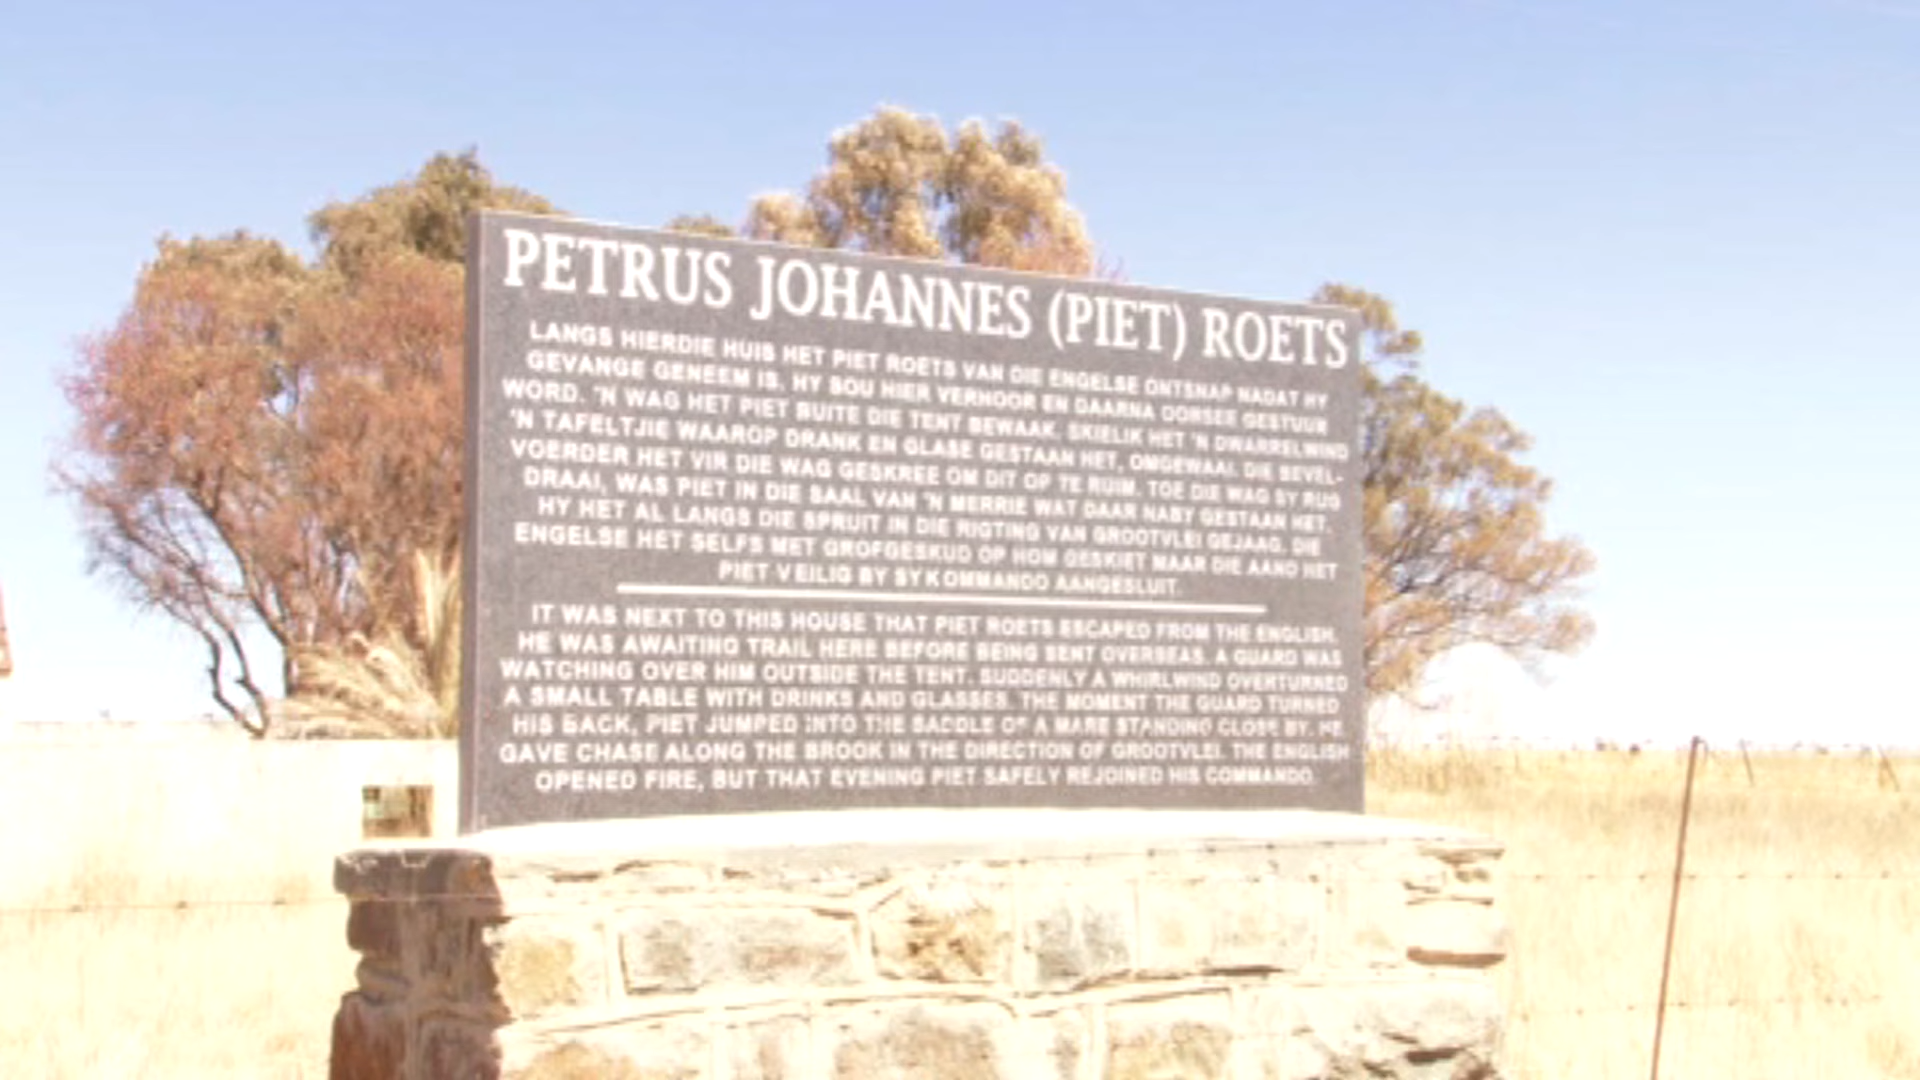 PETRUS JOHANNES (PIET) ROETS
LANGS HIERDIE HUIS HET PIET ROETS VAN DIE ENGELSE ONTSNAP NADAT HY
GEVANGE GENEEM IS. HY SOU HIER VERHOOR EN DAARNA OORSEE GESTUUR
WORD. 'N WAG HET PIET BUITE DIE TENT BEWAAK. SKIELIK HET 'N DWARRELWIND
'N TAFELTJIE WAAROP DRANK EN GLASE GESTAAN HET, OMGEWAAI. DIE BEVEL-
VOERDER HET VIR DIE WAG GESKREE OM DIT OP TE RUIM. TOE DIE WAG SY RUG
DRAAI, WAS PIET IN DIE SAAL VAN 'N MERRIE WAT DAAR NABY GESTAAN HET.
HY HET AL LANGS DIE SPRUIT IN DIE RIGTING VAN GROOTVLEI GEJAAG. DIE
ENGELSE HET SELFS MET GROFGESKUD OP HOM GESKIET MAAR DIE AAND HET
PIET VEILIG BY SY KOMMANDO AANGESLUIT.
IT WAS NEXT TO THIS HOUSE THAT PIET ROETS ESCAPED FROM THE ENGLISH.
HE WAS AWAITING TRAIL HERE BEFORE BEING SENT OVERSEAS. A GUARD WAS
WATCHING OVER HIM OUTSIDE THE TENT. SUDDENLY A WHIRLWIND OVERTURNED
A SMALL TABLE WITH DRINKS AND GLASSES. THE MOMENT THE GUARD TURNED
HIS BACK, PIET JUMPED INTO THE SADDLE OF A MARE STANDING CLOSE BY. HE
GAVE CHASE ALONG THE BROOK IN THE DIRECTION OF GROOTVLEI. THE ENGLISH
OPENED FIRE, BUT THAT EVENING PIET SAFELY REJOINED HIS COMMANDO.